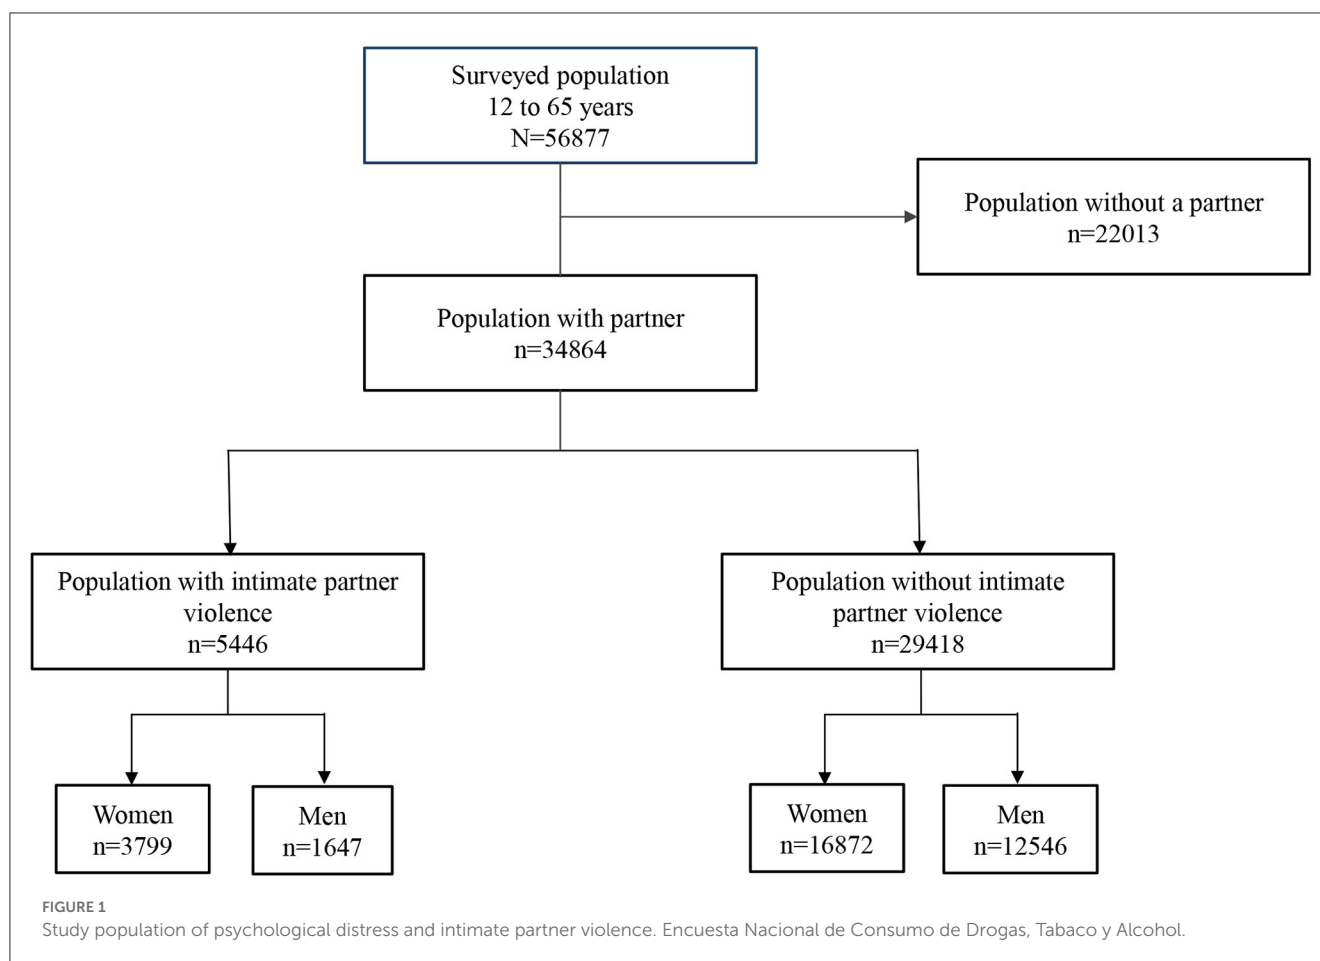 Surveyed population
12 to 65 years
N=56877
Population without a partner
n=22013
Population with partner
n=34864
Population with intimate partner
violence
n=5446
Population without intimate
partner violence
n=29418
Women
n=3799
Men
n=1647
Women
n=16872
Men
n=12546
FIGURE 1
Study population of psychological distress and intimate partner violence. Encuesta Nacional de Consumo de Drogas, Tabaco y Alcohol.